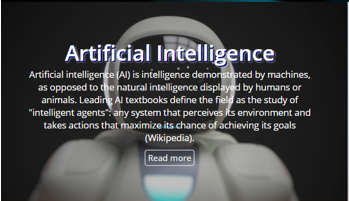 Artificial Intelligence
Artificial intelligence (AI) is intelligence demonstrated by machines,
as opposed to the natural intelligence displayed by humans or
animals. Leading AI textbooks define the field as the study of
"intelligent agents": any system that perceives its environment and
takes actions that maximize its chance of achieving its goals
(Wikipedia).
Read more